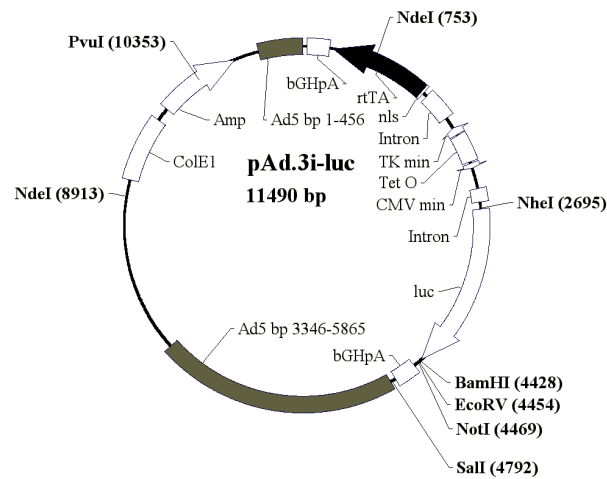 NdeI (753)
PvuI (10353)
bGHpA
rtTA
nls
Amp
Ad5 bp 1-456
Intron
ColE1
pAd.3i-luc
TK min
Tet O
NdeI (8913)
11490 bp
CMV min
NheI (2695)
Intron
luc
Ad5 bp 3346-5865
bGHpA
BamHI (4428)
EcoRV (4454)
NotI (4469)
SalI (4792)